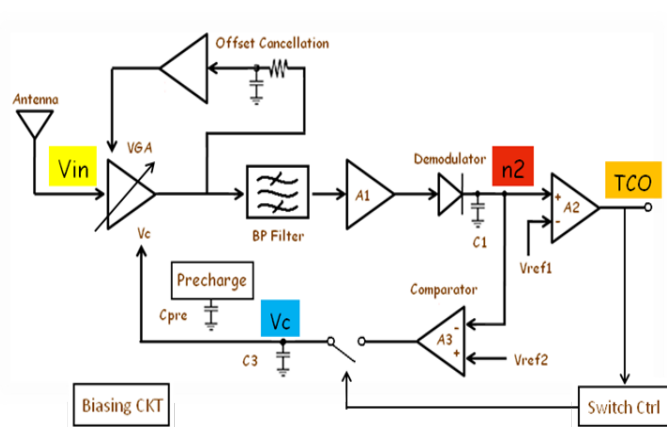 Offset Cancellation
Antenna
VGA
Vin
Demodulator
n2
TCO
A1
+
A2
-
BP Filter
C1
Vc
Vref1
Precharge
Comparator
Cpre
Vc
-
A3
+
C3
Vref2
Biasing CKT
Switch Ctrl